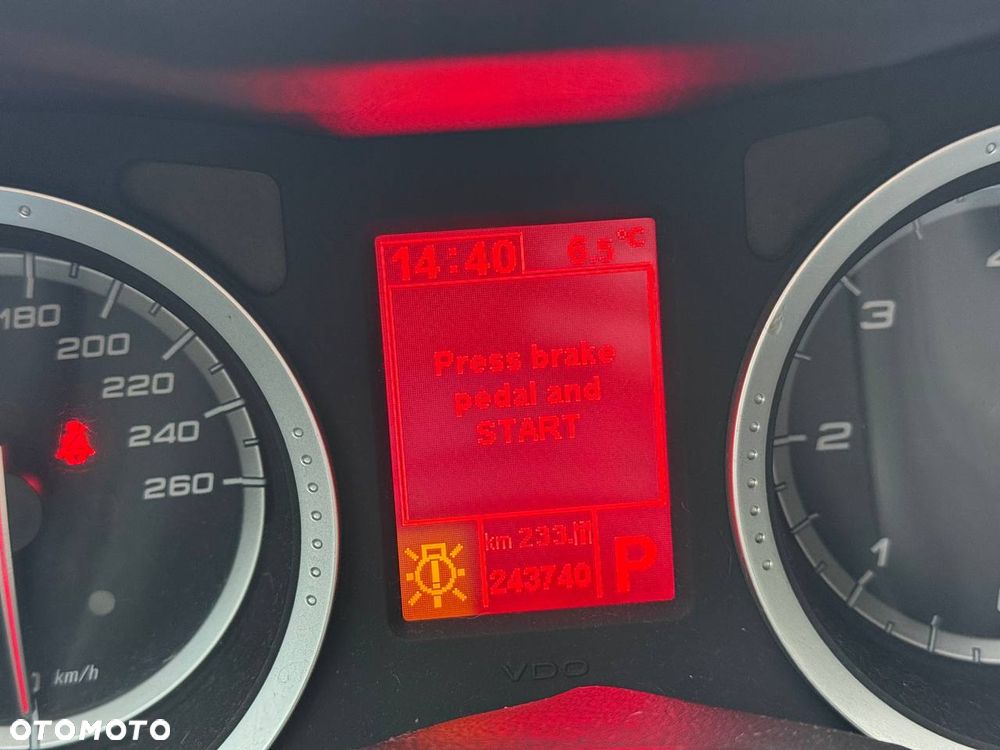 14:40 6.5 °C
Press brake
pedal and
START
km 233.
243740
P
180
200
220
240
260
km/h
4
3
2
1
VDO
OTOMOTO